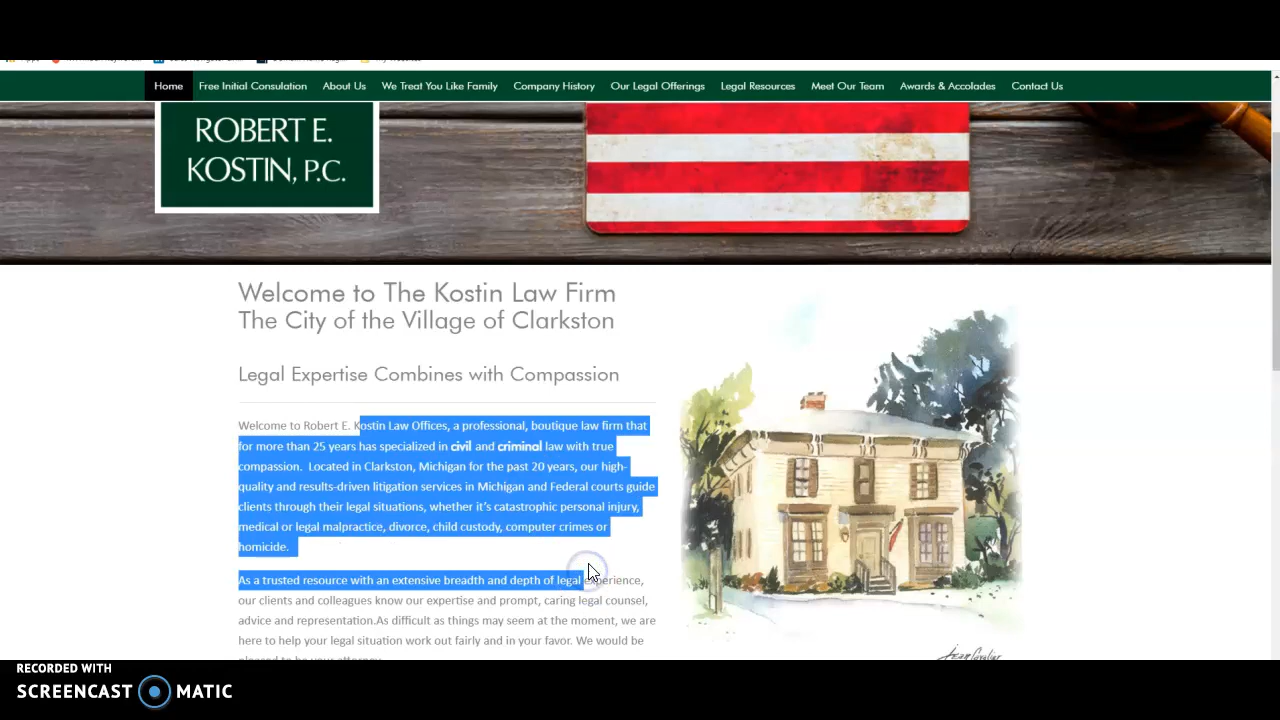 Home Free Initial Consulation About Us We Treat You Like Family Company History Our Legal Offerings Legal Resources Meet Our Team Awards & Accolades Contact Us
ROBERT E.
KOSTIN, P.C.
Welcome to The Kostin Law Firm
The City of the Village of Clarkston
Legal Expertise Combines with Compassion
Welcome to Robert E. Kostin Law Offices, a professional, boutique law firm that
for more than 25 years has specialized in civil and criminal law with true
compassion. Located in Clarkston, Michigan for the past 20 years, our high-
quality and results-driven litigation services in Michigan and Federal courts guide
clients through their legal situations, whether it's catastrophic personal injury,
medical or legal malpractice, divorce, child custody, computer crimes or
homicide.
As a trusted resource with an extensive breadth and depth of legal experience,
our clients and colleagues know our expertise and prompt, caring legal counsel,
advice and representation.As difficult as things may seem at the moment, we are
here to help your legal situation work out fairly and in your favor. We would be
RECORDED WITH
SCREENCAST MATIC